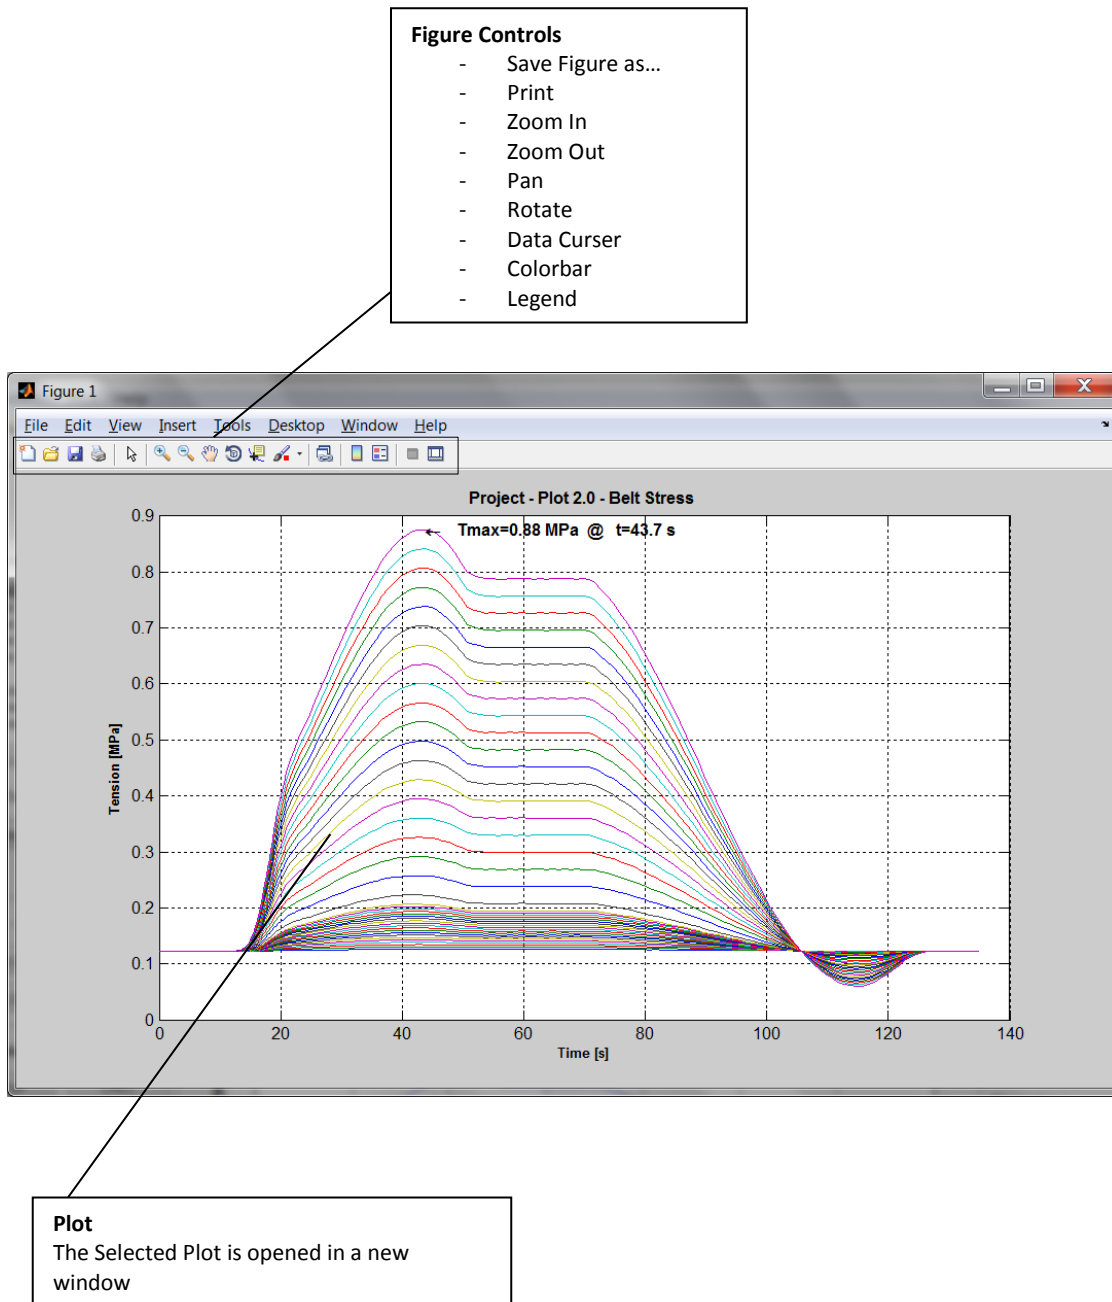 Figure Controls
- Save Figure as...
- Print
- Zoom In
- Zoom Out
- Pan
- Rotate
- Data Curser
- Colorbar
- Legend
Figure 1
File Edit View Insert Tools Desktop Window Help
Project - Plot 2.0 - Belt Stress
← Tmax=0.88 MPa @ t=43.7 s
0.9
0.8
0.7
0.6
0.5
0.4
0.3
0.2
0.1
0
Tension [MPa]
0 20 40 60 80 100 120 140
Time [s]
Plot
The Selected Plot is opened in a new
window